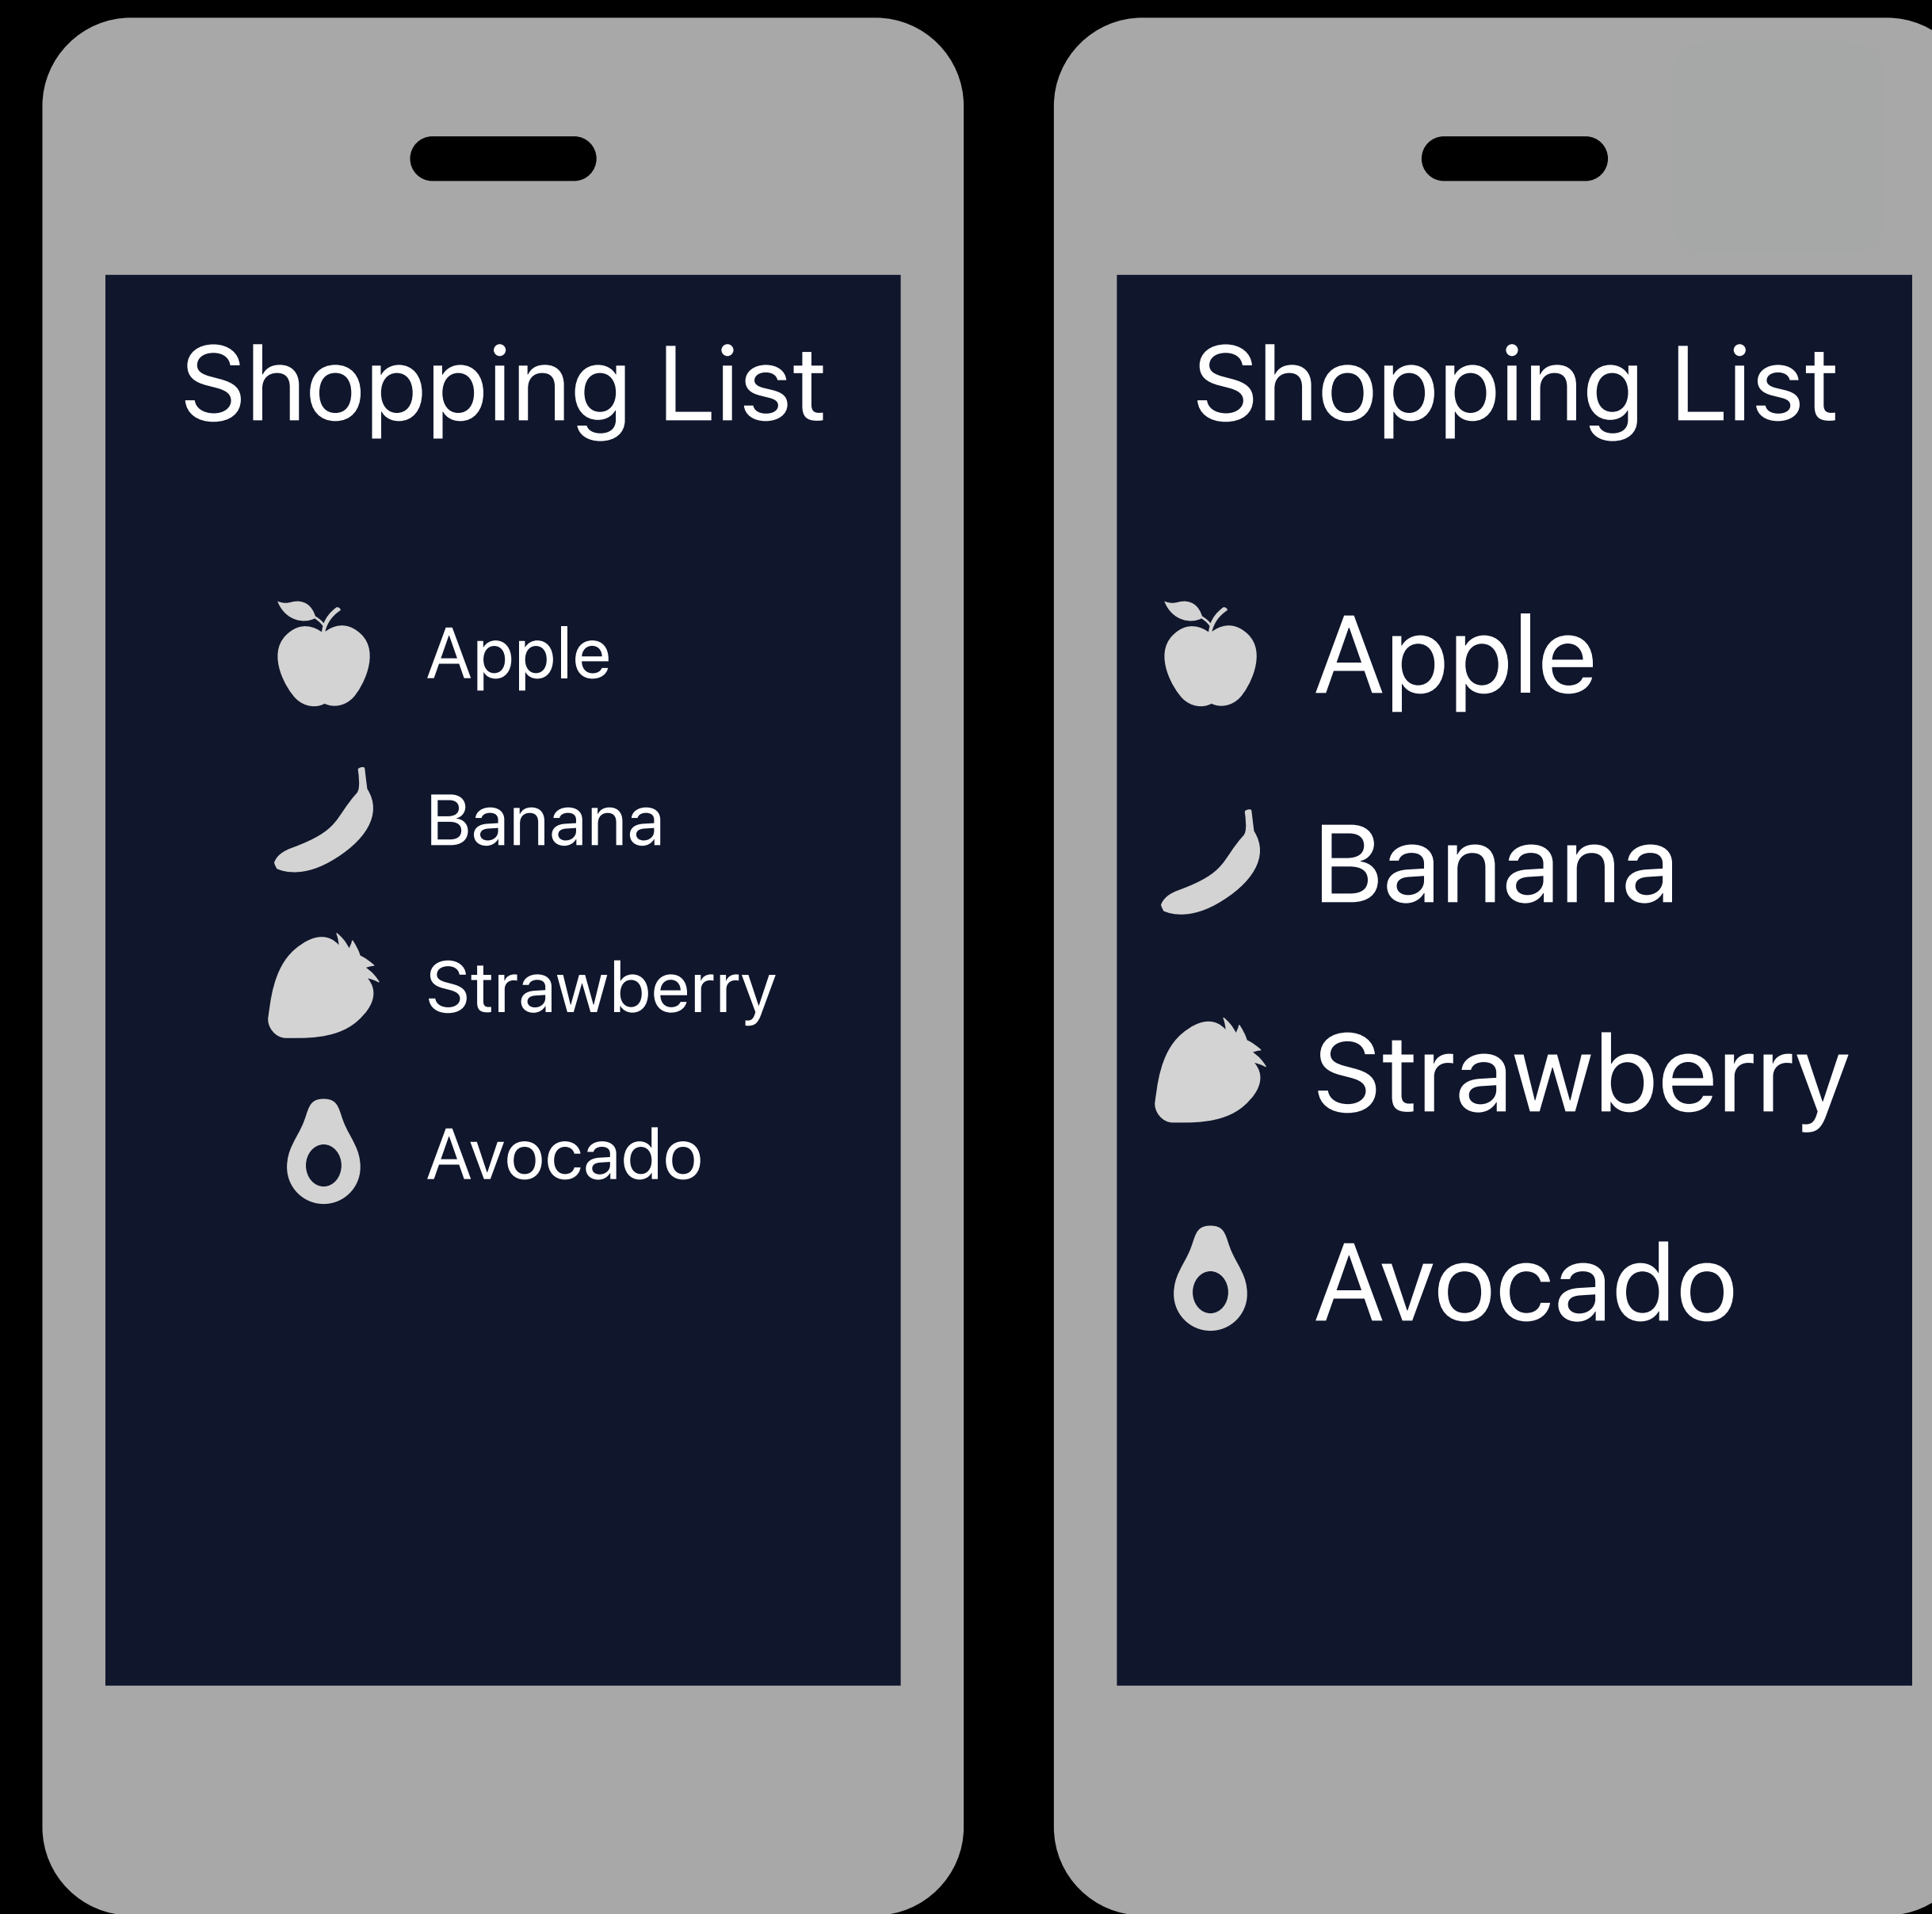 Shopping List
Apple
Banana
Strawberry
Avocado
Shopping List
Apple
Banana
Strawberry
Avocado